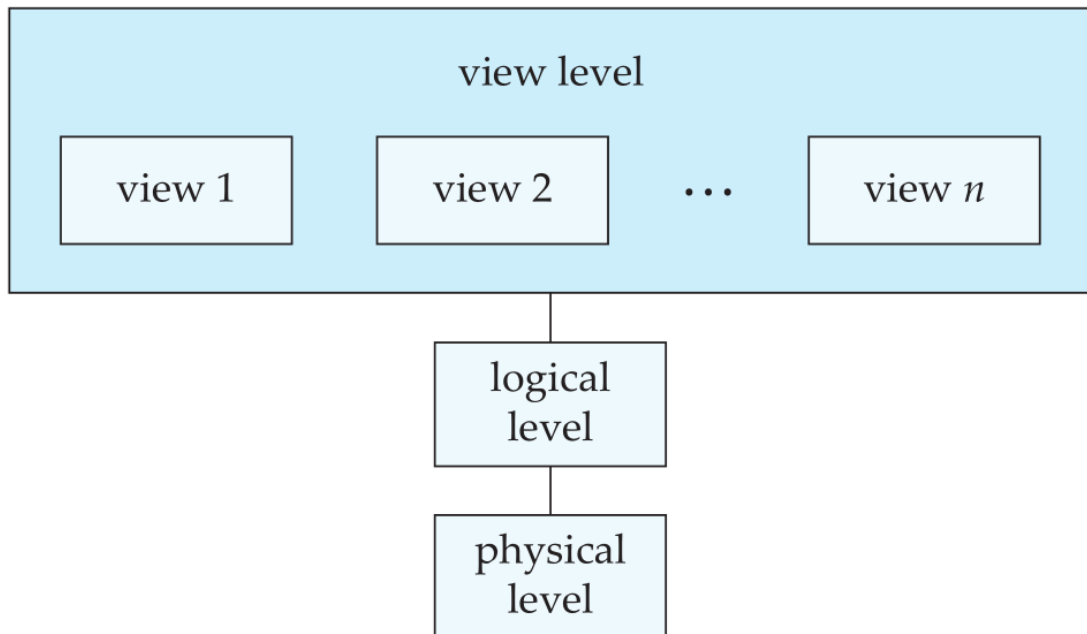 view level
view 1
view 2
...
view n
logical
level
physical
level